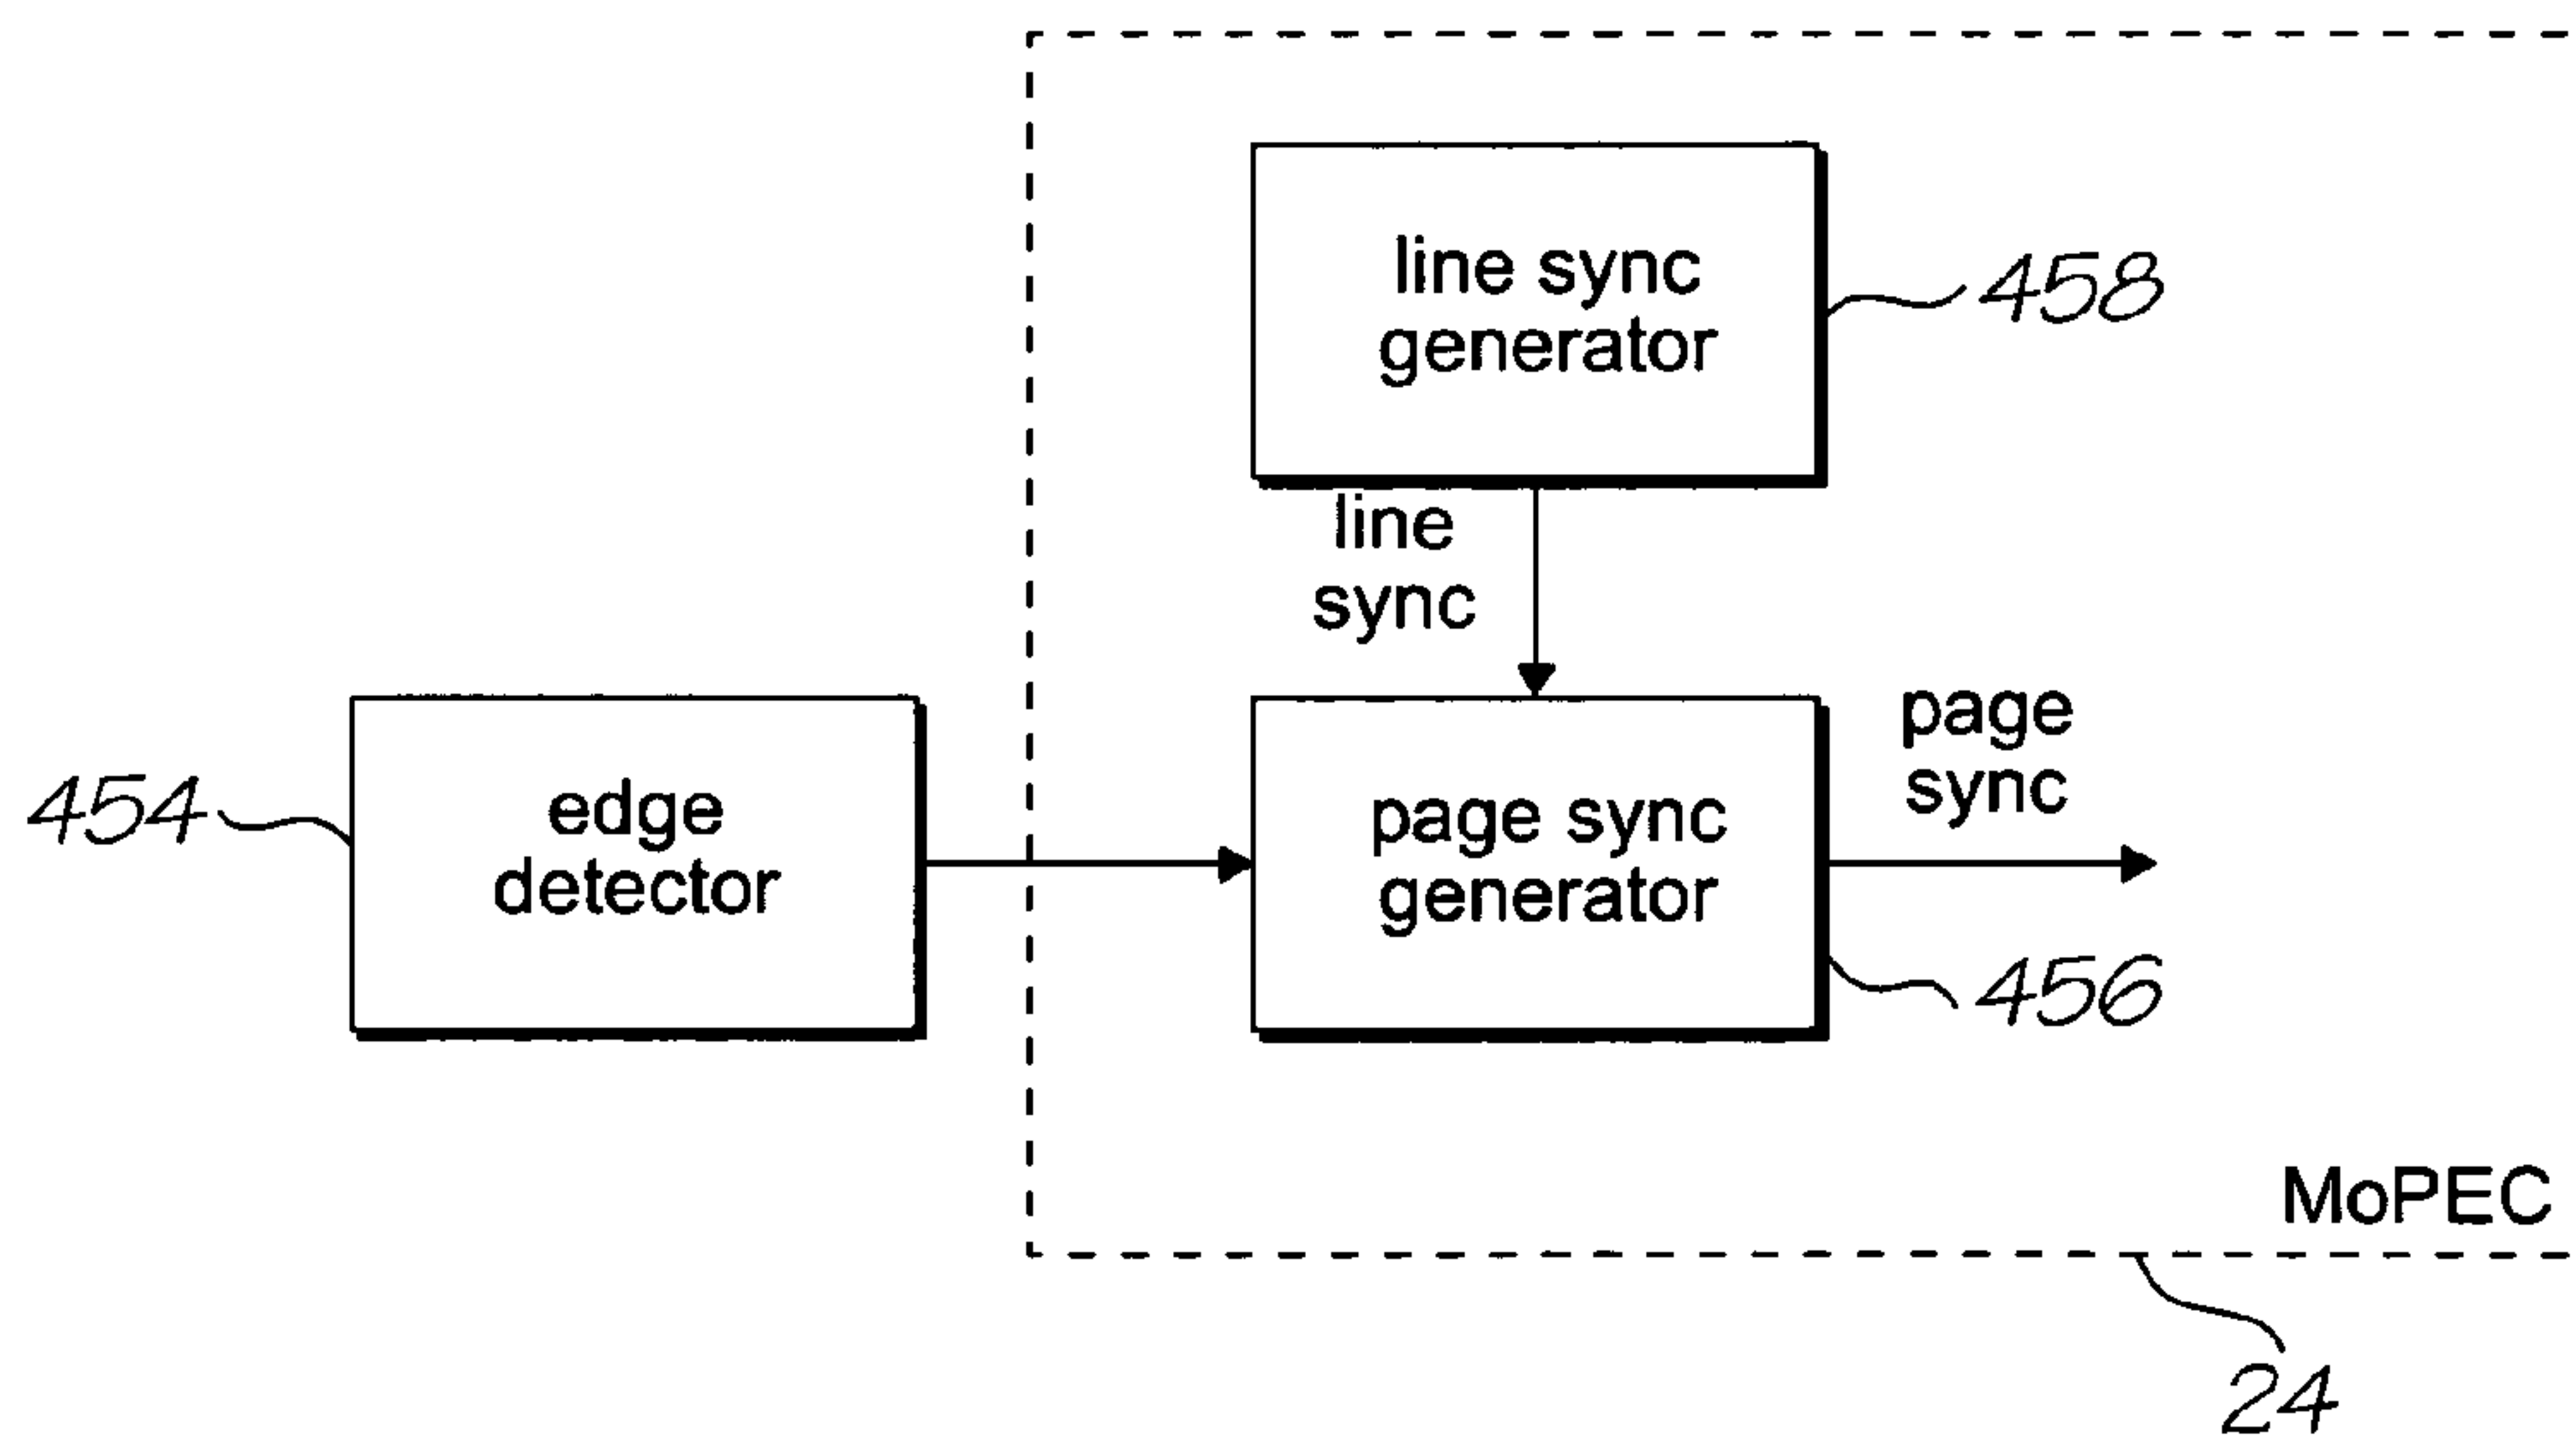 line sync
generator
458
line
sync
page
sync
454
edge
detector
page sync
generator
456
MoPEC
24